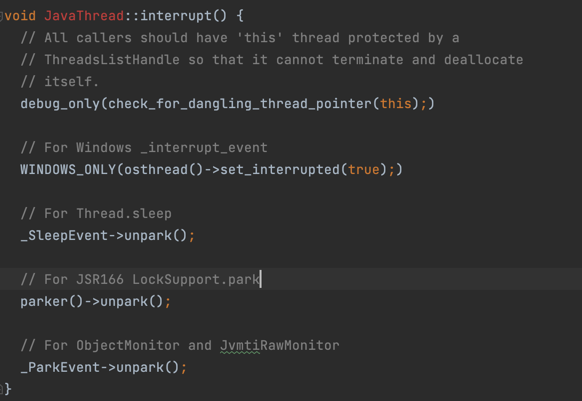 void JavaThread::interrupt() {
// All callers should have 'this' thread protected by a
// ThreadsListHandle so that it cannot terminate and deallocate
// itself.
debug_only(check_for_dangling_thread_pointer(this);)
// For Windows _interrupt_event
WINDOWS_ONLY(osthread()->set_interrupted(true);)
// For Thread.sleep
_SleepEvent->unpark();
// For JSR166 LockSupport.park
parker()->unpark();
// For ObjectMonitor and JvmtiRawMonitor
_ParkEvent->unpark();
}